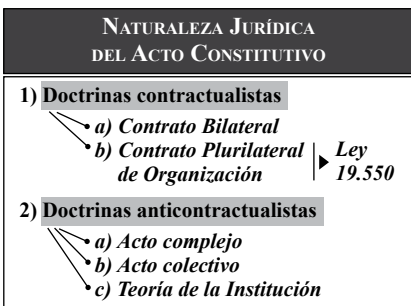 NATURALEZA JURÍDICA
DEL ACTO CONSTITUTIVO
1) Doctrinas contractualistas
a) Contrato Bilateral
b) Contrato Plurilateral
de Organización
Ley
19.550
2) Doctrinas anticontractualistas
a) Acto complejo
b) Acto colectivo
c) Teoría de la Institución